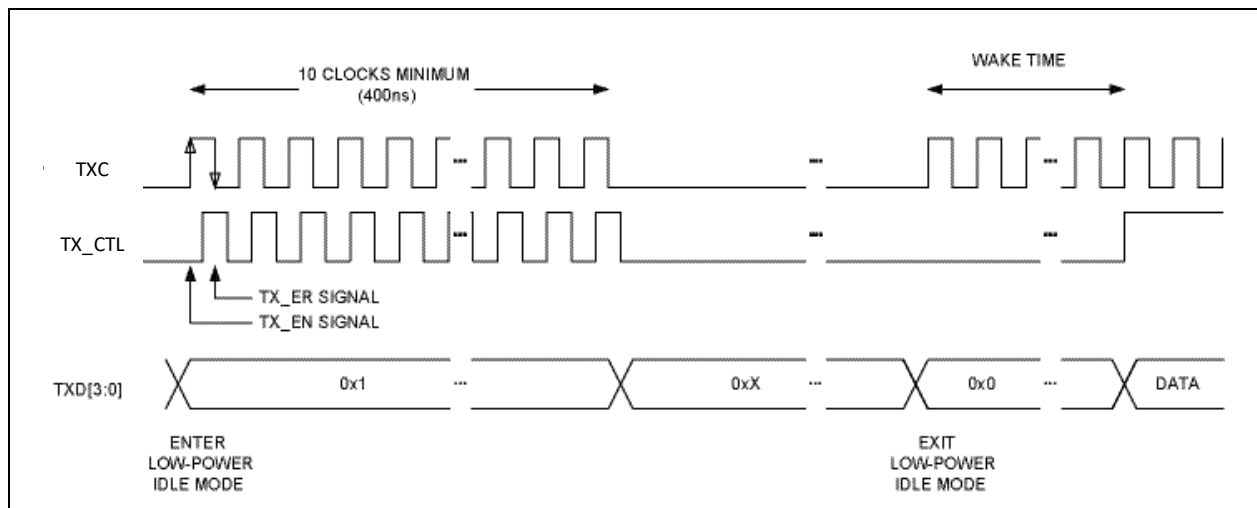 10 CLOCKS MINIMUM
(400ns)
WAKE TIME
TXC
...
...
...
...
TX_CTL
...
...
...
TX_ER SIGNAL
TX_EN SIGNAL
TXD[3:0]
0x1
...
0xX
...
0x0
...
DATA
ENTER
LOW-POWER
IDLE MODE
EXIT
LOW-POWER
IDLE MODE